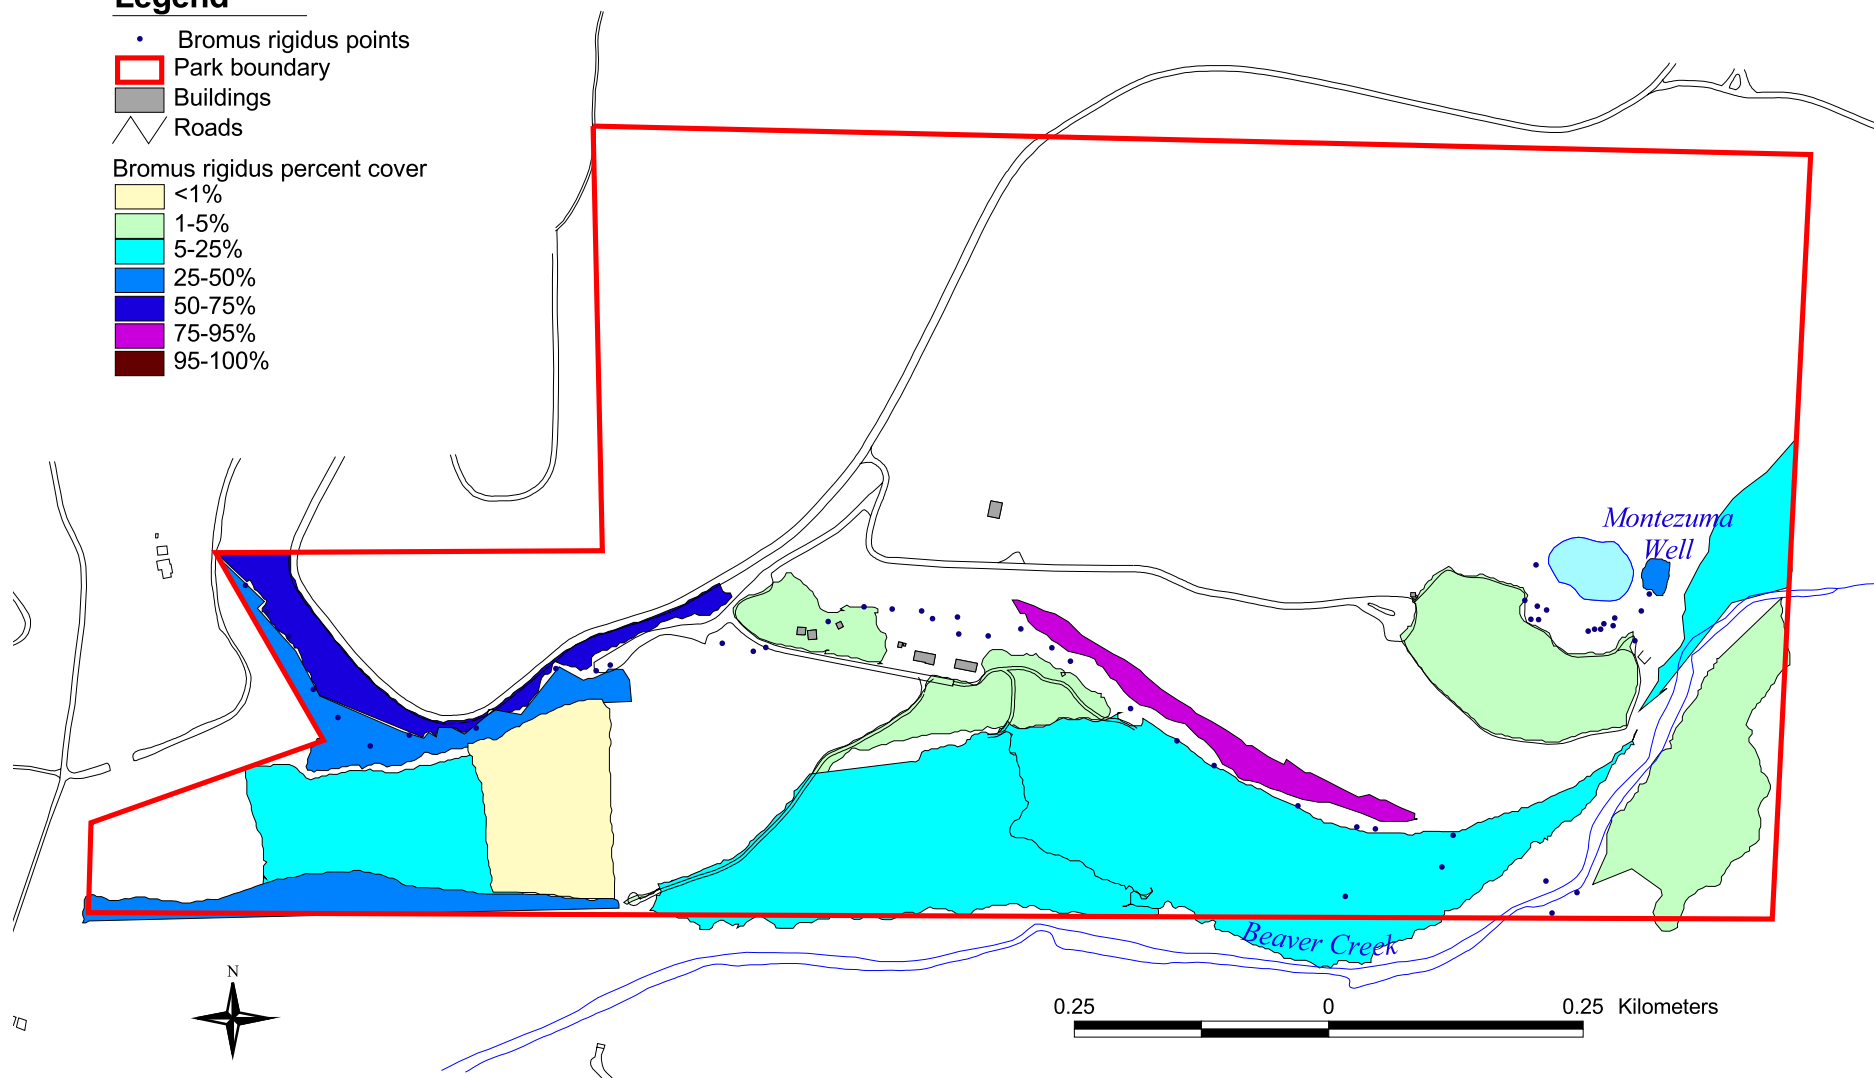 Legend
Bromus rigidus points
Park boundary
Buildings
Roads
Bromus rigidus percent cover
<1%
1-5%
5-25%
25-50%
50-75%
75-95%
95-100%
Montezuma
Well
Beaver Creek
N
0.25 0 0.25 Kilometers